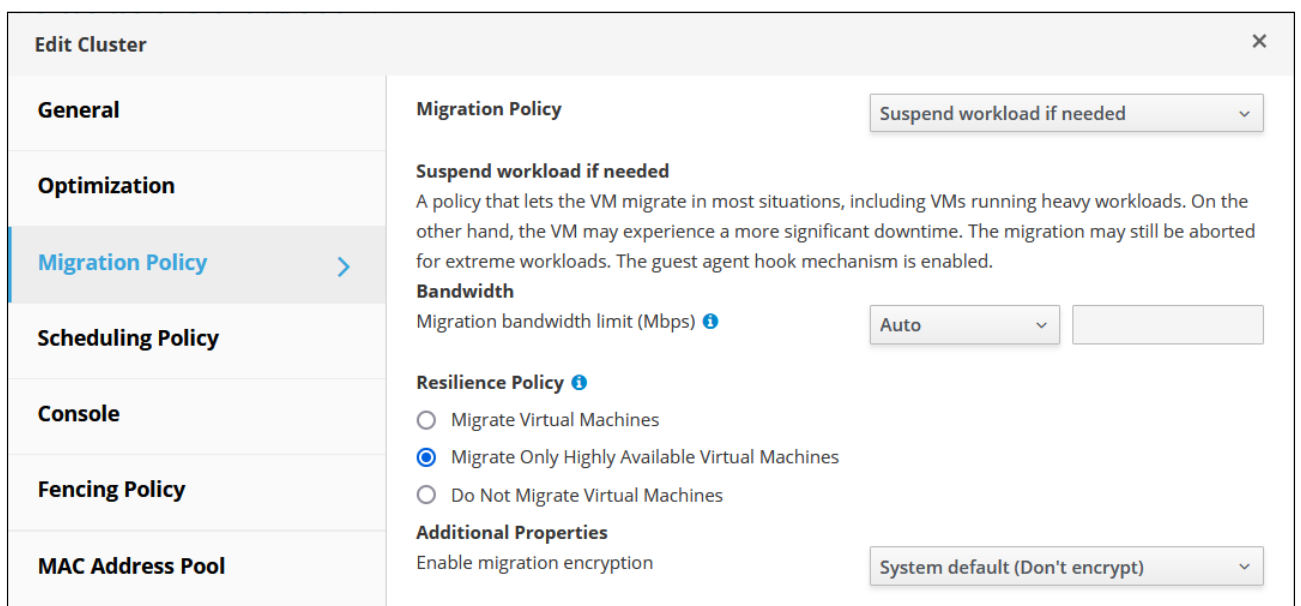 Edit Cluster
General
Optimization
Migration Policy
Scheduling Policy
Console
Fencing Policy
MAC Address Pool
Migration Policy
Suspend workload if needed
Suspend workload if needed
A policy that lets the VM migrate in most situations, including VMs running heavy workloads. On the
other hand, the VM may experience a more significant downtime. The migration may still be aborted
for extreme workloads. The guest agent hook mechanism is enabled.
Bandwidth
Migration bandwidth limit (Mbps)
Auto
Resilience Policy
Migrate Virtual Machines
Migrate Only Highly Available Virtual Machines
Do Not Migrate Virtual Machines
Additional Properties
Enable migration encryption
System default (Don't encrypt)